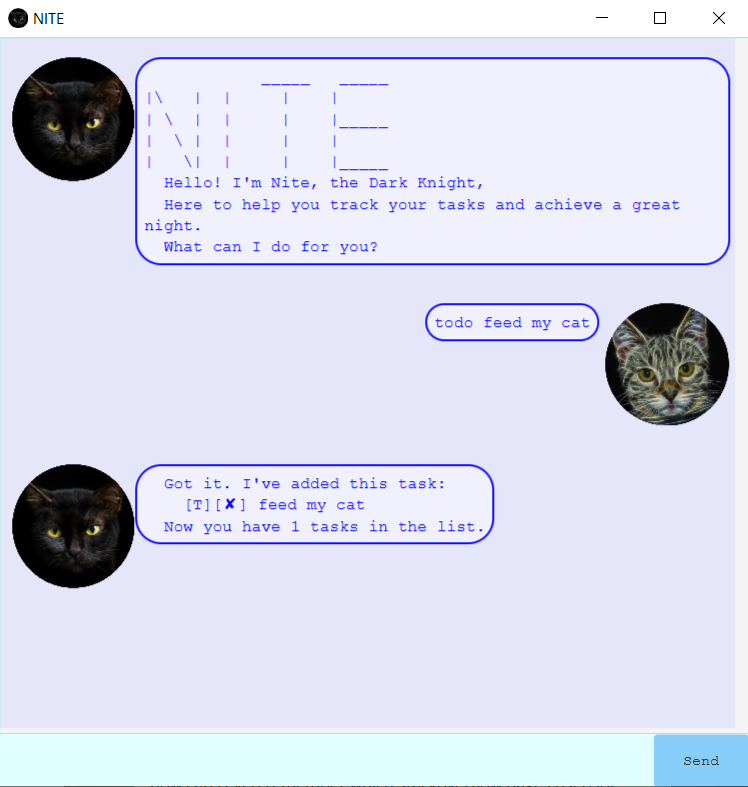 NITE
         _____   _____
|\   |  |     |    |
| \  |  |     |    |_____
|  \ |  |     |    |
|   \|  |     |    |_____
Hello! I'm Nite, the Dark Knight,
Here to help you track your tasks and achieve a great
night.
What can I do for you?
todo feed my cat
Got it. I've added this task:
[T][✘] feed my cat
Now you have 1 tasks in the list.
Send